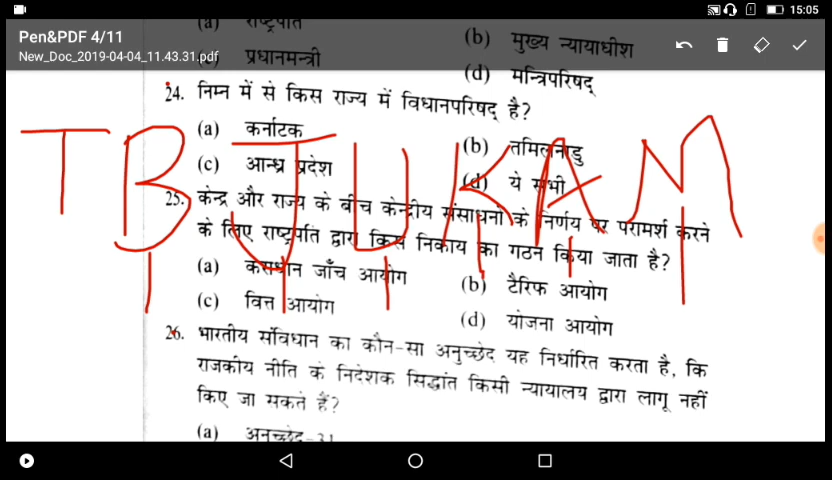 15:05
Pen&PDF 4/11
New_Doc_2019-04-04_11.43.31.pdf
(a) राष्ट्रपति
(b) मुख्य न्यायाधीश
प्रधानमन्त्री
(d) मन्त्रिपरिषद्
24. निम्न में से किस राज्य में विधानपरिषद् है?
(a) कर्नाटक
(b) तमिलनाडु
(c) आन्ध्र प्रदेश
(d) ये सभी
T B J U K A M
25. केन्द्र और राज्य के बीच केन्द्रीय संसाधनों के निर्णय पर परामर्श करने
के लिए राष्ट्रपति द्वारा किस निकाय का गठन किया जाता है?
(a) कराधान जाँच आयोग
(b) टैरिफ आयोग
(c) वित्त आयोग
(d) योजना आयोग
26. भारतीय संविधान का कौन-सा अनुच्छेद यह निर्धारित करता है, कि
राजकीय नीति के निदेशक सिद्धांत किसी न्यायालय द्वारा लागू नहीं
किए जा सकते हैं?
(a) अनुच्छेद-31